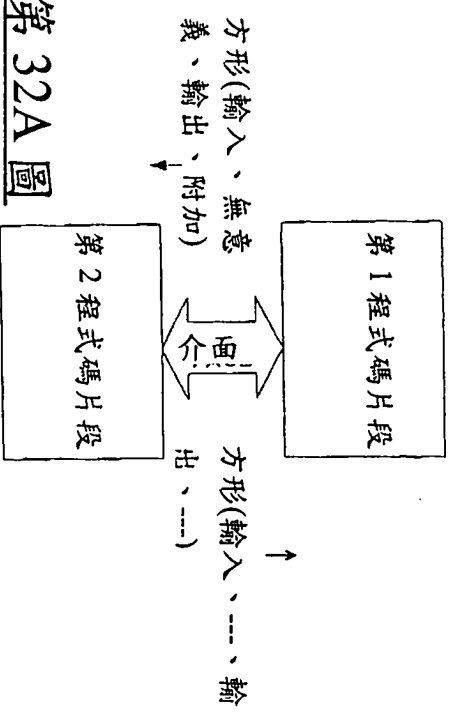 方形(輸入、無意
義、輸出、附加)
第1程式碼片段
介面
第2程式碼片段
方形(輸入、---、輸
出、---)
第 32A 圖